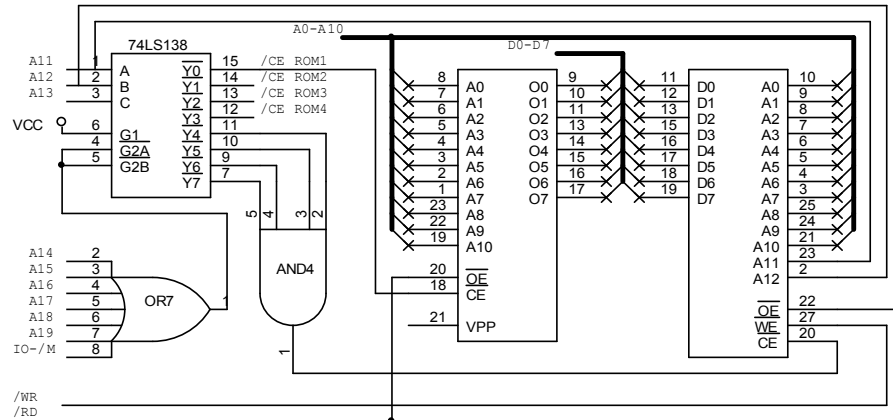 A0-A10
74LS138
D0-D7
A11 1 A Y0 15 /CE ROM1
A12 2 B Y1 14 /CE ROM2
A13 3 C Y2 13 /CE ROM3
Y3 12 /CE ROM4
VCC 6 G1 Y4 11
4 G2A Y5 10
5 G2B Y6 9
Y7 7
8 A0 O0 9
7 A1 O1 10
6 A2 O2 11
5 A3 O3 13
4 A4 O4 14
3 A5 O5 15
2 A6 O6 16
1 A7 O7 17
23 A8
22 A9
19 A10
20 OE
18 CE
21 VPP
11 D0 A0 10
12 D1 A1 9
13 D2 A2 8
15 D3 A3 7
16 D4 A4 6
17 D5 A5 5
18 D6 A6 4
19 D7 A7 3
A8 25
A9 24
A10 21
A11 23
A12 2
OE 22
WE 27
CE 20
5 4 3 2
AND4
1
A14 2
A15 3
A16 4
A17 5
A18 6
A19 7
IO-/M 8
OR7
1
/WR
/RD